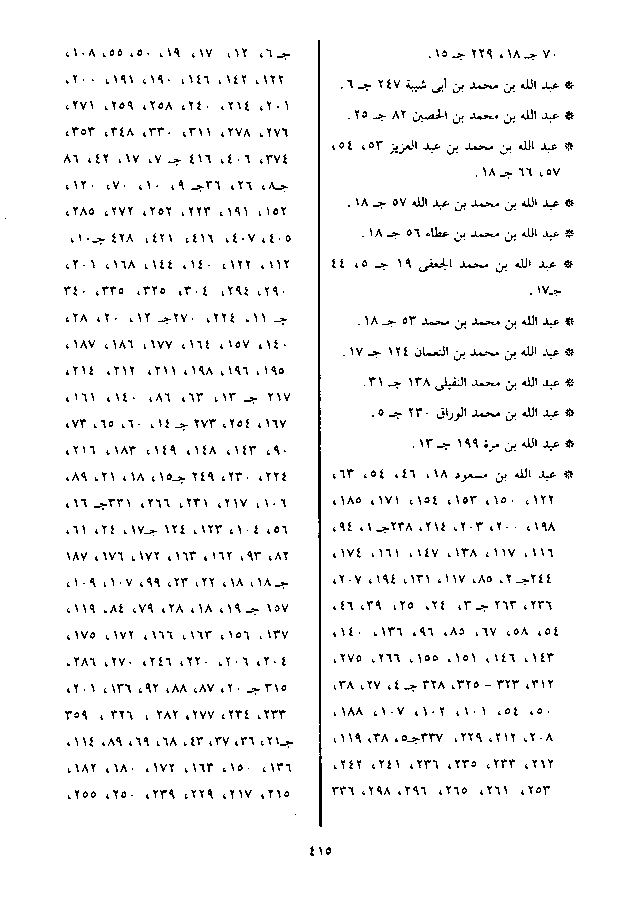 ٧٠ جـ ١٨، ٢٢٩ جـ ١٥.
* عبد الله بن محمد بن أبى شيبة ٢٤٧ جـ ٦.
* عبد الله بن محمد بن الحصين ٨٢ جـ ٢٥.
* عبد الله بن محمد بن عبد العزيز ٥٣، ٥٤،
٥٧، ٦٦ جـ ١٨.
* عبد الله بن محمد بن عبد الله ٥٧ جـ ١٨.
* عبد الله بن محمد بن عطاء ٥٦ جـ ١٨.
* عبد الله بن محمد الجعفى ١٩ جـ ٥، ٤٤
جـ١٧.
* عبد الله بن محمد بن محمد ٥٣ جـ ١٨.
* عبد الله بن محمد بن النعمان ١٢٤ جـ ١٧.
* عبد الله بن محمد النفيلى ١٣٨ جـ ٣١.
* عبد الله بن محمد الوراق ٢٣٠ جـ ٥.
* عبد الله بن مرة ١٩٩ جـ ١٣.
* عبد الله بن مسعود ١٨، ٤٦، ٥٤، ٦٣،
١٢٢، ١٥٠، ١٥٣، ١٥٤، ١٧١، ١٨٥،
١٩٨، ٢٠٠، ٢٠٣، ٢١٤، ٢٣٨جـ ١، ٩٤،
١١٦، ١١٧، ١٣٨، ١٤٧، ١٦١، ١٧٤،
٢٤٤جـ ٢، ٨٥، ١١٧، ١٣١، ١٩٤، ٢٠٧،
٢٣٦، ٢٦٣ جـ ٣، ٢٤، ٢٥، ٣٩، ٤٦،
٥٤، ٥٨، ٦٧، ٨٥، ٩٦، ١٣٦، ١٤٠،
١٤٣، ١٤٦، ١٥١، ١٥٥، ٢٦٦، ٢٧٥،
٣١٢، ٣٢٣ - ٣٢٥، ٣٢٨ جـ ٤، ٢٧، ٣٨،
٥٠، ٥٤، ١٠١، ١٠٢، ١٠٧، ١٨٨،
٢٠٨، ٢١٢، ٢٢٩، ٣٣٧جـ٥، ٣٨، ١١٩،
٢١٢، ٢٣٣، ٢٣٥، ٢٣٦، ٢٤١، ٢٤٢،
٢٥٣، ٢٦١، ٢٦٥، ٢٩٦، ٢٩٨، ٣٣٦
جـ٦، ١٢، ١٧، ١٩، ٥٠، ٥٥، ١٠٨،
١٢٢، ١٤٢، ١٤٦، ١٩٠، ١٩١، ٢٠٠،
٢٠١، ٢١٤، ٢٤٠، ٢٥٨، ٢٥٩، ٢٧١،
٢٧٦، ٢٧٨، ٣١١، ٣٣٠، ٣٤٨، ٣٥٣،
٣٧٤، ٤٠٦، ٤١٦ جـ ٧، ١٧، ٤٢، ٨٦
جـ٨، ٢٦، ٣٦جـ ٩، ١٠، ٧٠، ١٢٠،
١٥٢، ١٩١، ٢٢٣، ٢٥٢، ٢٧٢، ٢٨٥،
٤٠٥، ٤٠٧، ٤١٦، ٤٢١، ٤٢٨ جـ١٠،
١١٢، ١٢٢، ١٤٠، ١٤٤، ١٦٨، ٢٠١،
٢٩٠، ٢٩٤، ٣٠٤، ٣٢٥، ٣٣٥، ٣٤٠
جـ ١١، ٢٢٤، ٢٧٠جـ ١٢، ٢٠، ٢٨،
١٤٠، ١٥٧، ١٦٤، ١٦٧٧، ١٨٦، ١٨٧،
١٩٥، ١٩٦، ١٩٨، ٢١١، ٢١٢، ٢١٤،
٢١٧ جـ ١٣، ٦٣، ٨٦، ١٤٠، ١٦١،
١٦٧، ٢٥٤، ٢٧٣ جـ ١٤، ٦٠، ٦٥، ٧٣،
٩٠، ١٤٣، ١٤٨، ١٤٩، ١٨٣، ٢١٦،
٢٢٤، ٢٣٠، ٢٤٩ جـ١٥، ١٨، ٢١، ٨٩،
١٠٦، ٢١٧، ٢٣١، ٢٦٦، ٣٣١جـ ١٦،
٥٦، ١٠٤، ١٢٣، ١٢٤ جـ١٧، ٢٤، ٦١،
٨٢، ٩٣، ١٦٢، ١٦٣، ١٧٢، ١٧٦، ١٨٧
جـ ١٨، ١٨، ٢٢، ٢٣، ٩٩، ١٠٧، ١٠٩،
١٥٧ جـ ١٩، ١٨، ٢٨، ٧٩، ٨٤، ١١٩،
١٣٧، ١٥٦، ١٦٣، ١٦٦، ١٧٢، ١٧٥،
٢٠٤، ٢٠٦، ٢٢٠، ٢٤٦، ٢٧٠، ٢٨٦،
٣١٥ جـ ٢٠، ٨٧، ٨٨، ٩٢، ١٣٦، ٢٠١،
٢٣٣، ٢٣٤، ٢٧٧، ٢٨٢ ، ٣٢٦ ، ٣٥٩
جـ٢١، ٣٦، ٣٧، ٤٣، ٦٨، ٦٩، ٨٩، ١١٤،
١٣٦، ١٥٠، ١٦٣، ١٧٢، ١٨٠، ١٨٢،
٢١٥، ٢١٧، ٢٢٩، ٢٣٩، ٢٥٠، ٢٥٥،
٤١٥